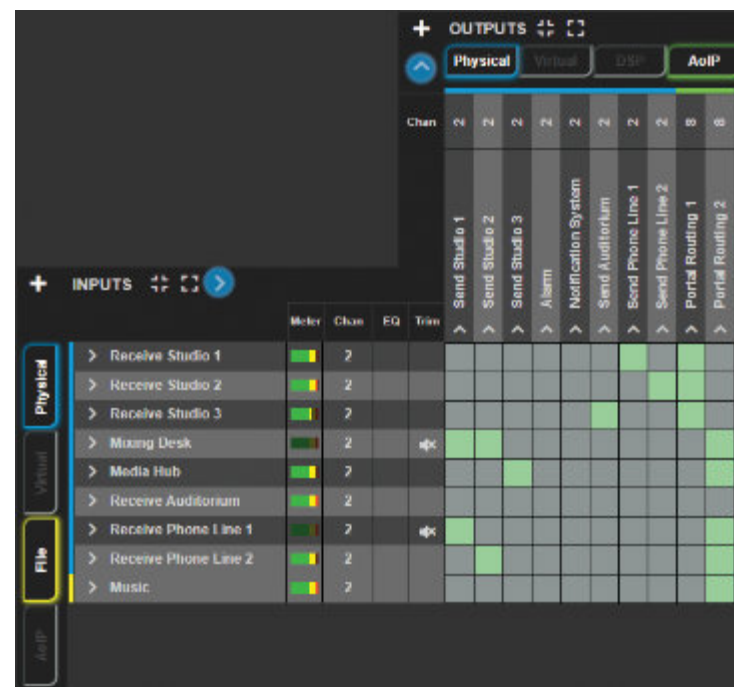 + OUTPUTS
Physical Virtual DSP AoIP
Chan 2 2 2 2 2 2 2 2 8 8
Send Studio 1
Send Studio 2
Send Studio 3
Alarm
Notification System
Send Auditorium
Send Phone Line 1
Send Phone Line 2
Portal Routing 1
Portal Routing 2
+ INPUTS
Meter Chan EQ Trim
Physical
Virtual
File
AoIP
> Receive Studio 1 2
> Receive Studio 2 2
> Receive Studio 3 2
> Mixing Desk 2
> Media Hub 2
> Receive Auditorium 2
> Receive Phone Line 1 2
> Receive Phone Line 2 2
> Music 2